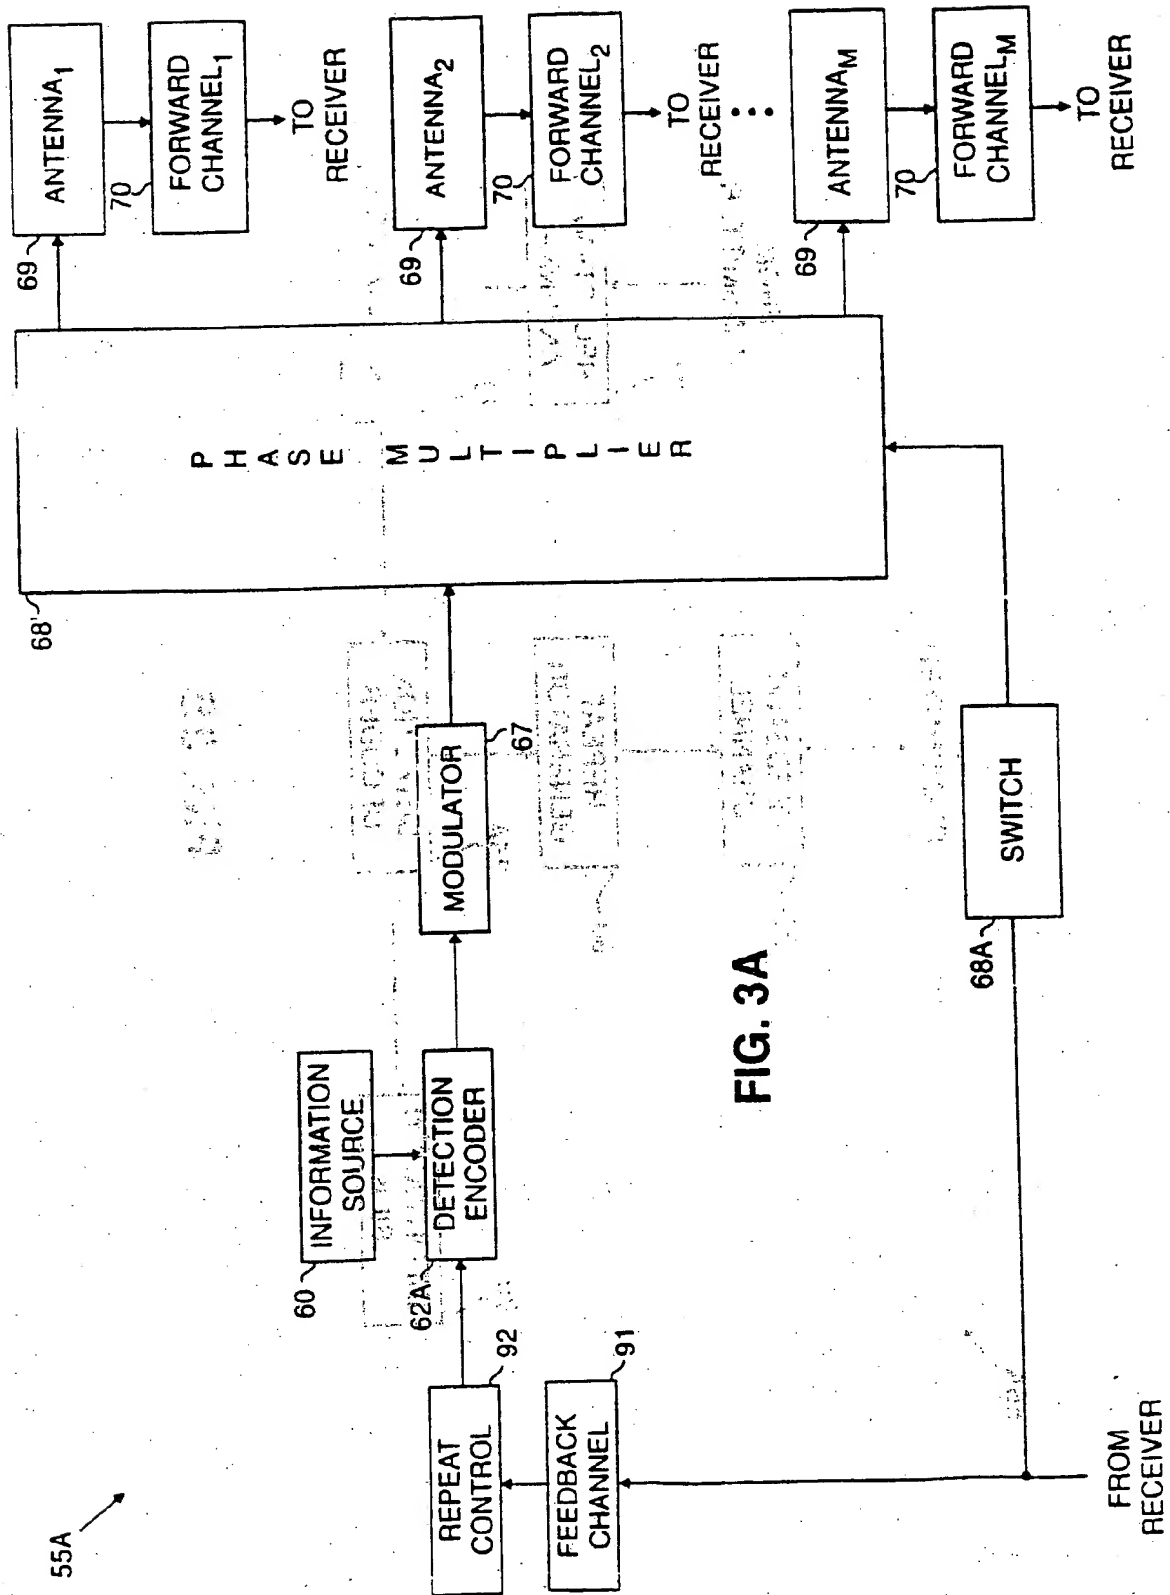 55A
REPEAT
CONTROL
92
FEEDBACK
CHANNEL
91
FROM
RECEIVER
INFORMATION
SOURCE
60
DETECTION
ENCODER
62A
MODULATOR
67
PHASE MULTIPLIER
68'
SWITCH
68A
ANTENNA1
69
FORWARD
CHANNEL1
70
TO
RECEIVER
ANTENNA2
69
FORWARD
CHANNEL2
70
TO
RECEIVER
ANTENNAM
69
FORWARD
CHANNELM
70
TO
RECEIVER
FIG. 3A